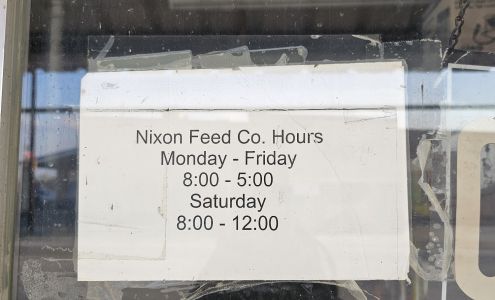 Nixon Feed Co. Hours
Monday - Friday
8:00 - 5:00
Saturday
8:00 - 12:00